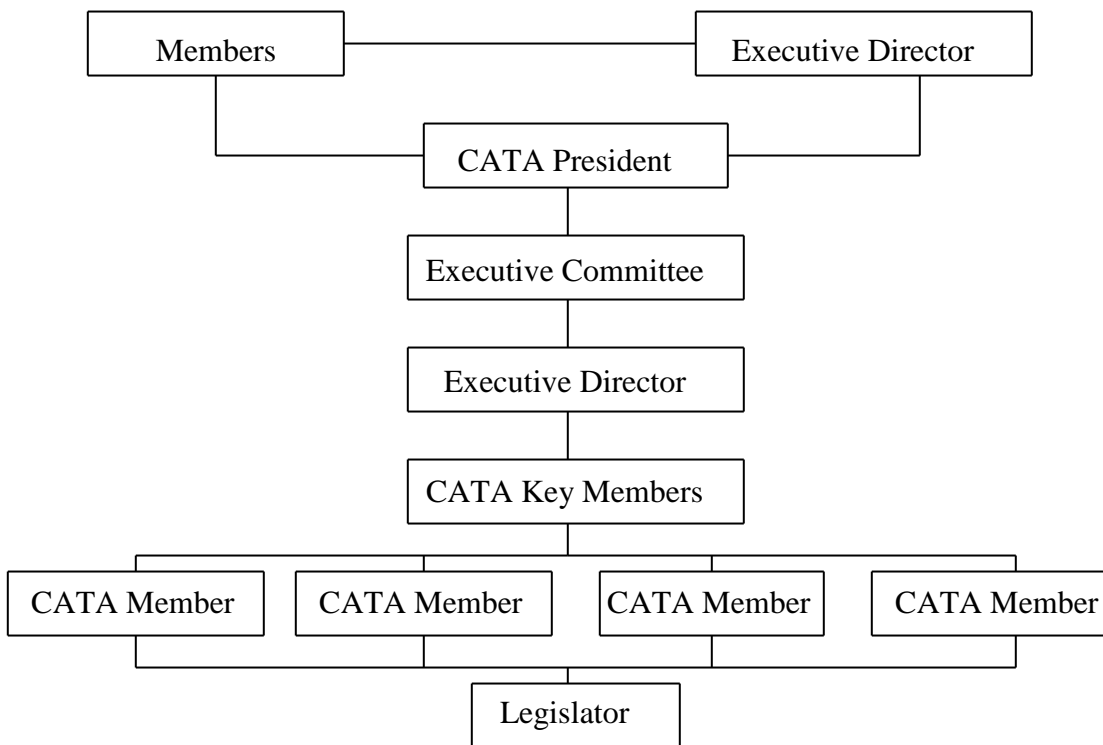 Members
Executive Director
CATA President
Executive Committee
Executive Director
CATA Key Members
CATA Member
CATA Member
CATA Member
CATA Member
Legislator